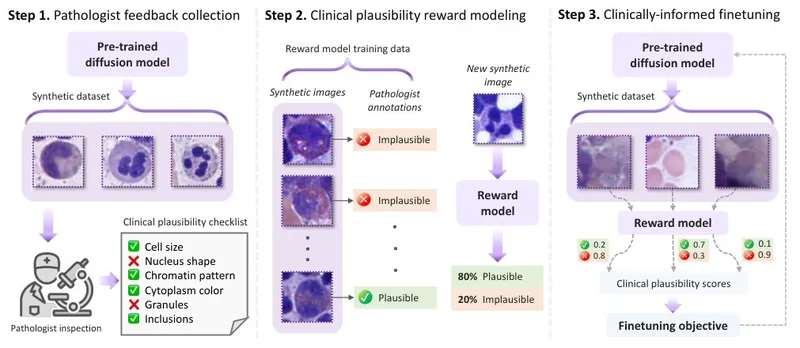 Step 1. Pathologist feedback collection
Pre-trained
diffusion model
Synthetic dataset
Pathologist inspection
Clinical plausibility checklist
Cell size
Nucleus shape
Chromatin pattern
Cytoplasm color
Granules
Inclusions
Step 2. Clinical plausibility reward modeling
Reward model training data
Synthetic images
Pathologist
annotations
Implausible
Implausible
Plausible
New synthetic
image
Reward
model
80% Plausible
20% Implausible
Step 3. Clinically-informed finetuning
Pre-trained
diffusion model
Synthetic dataset
Reward model
0.2
0.8
0.7
0.3
0.1
0.9
Clinical plausibility scores
Finetuning objective